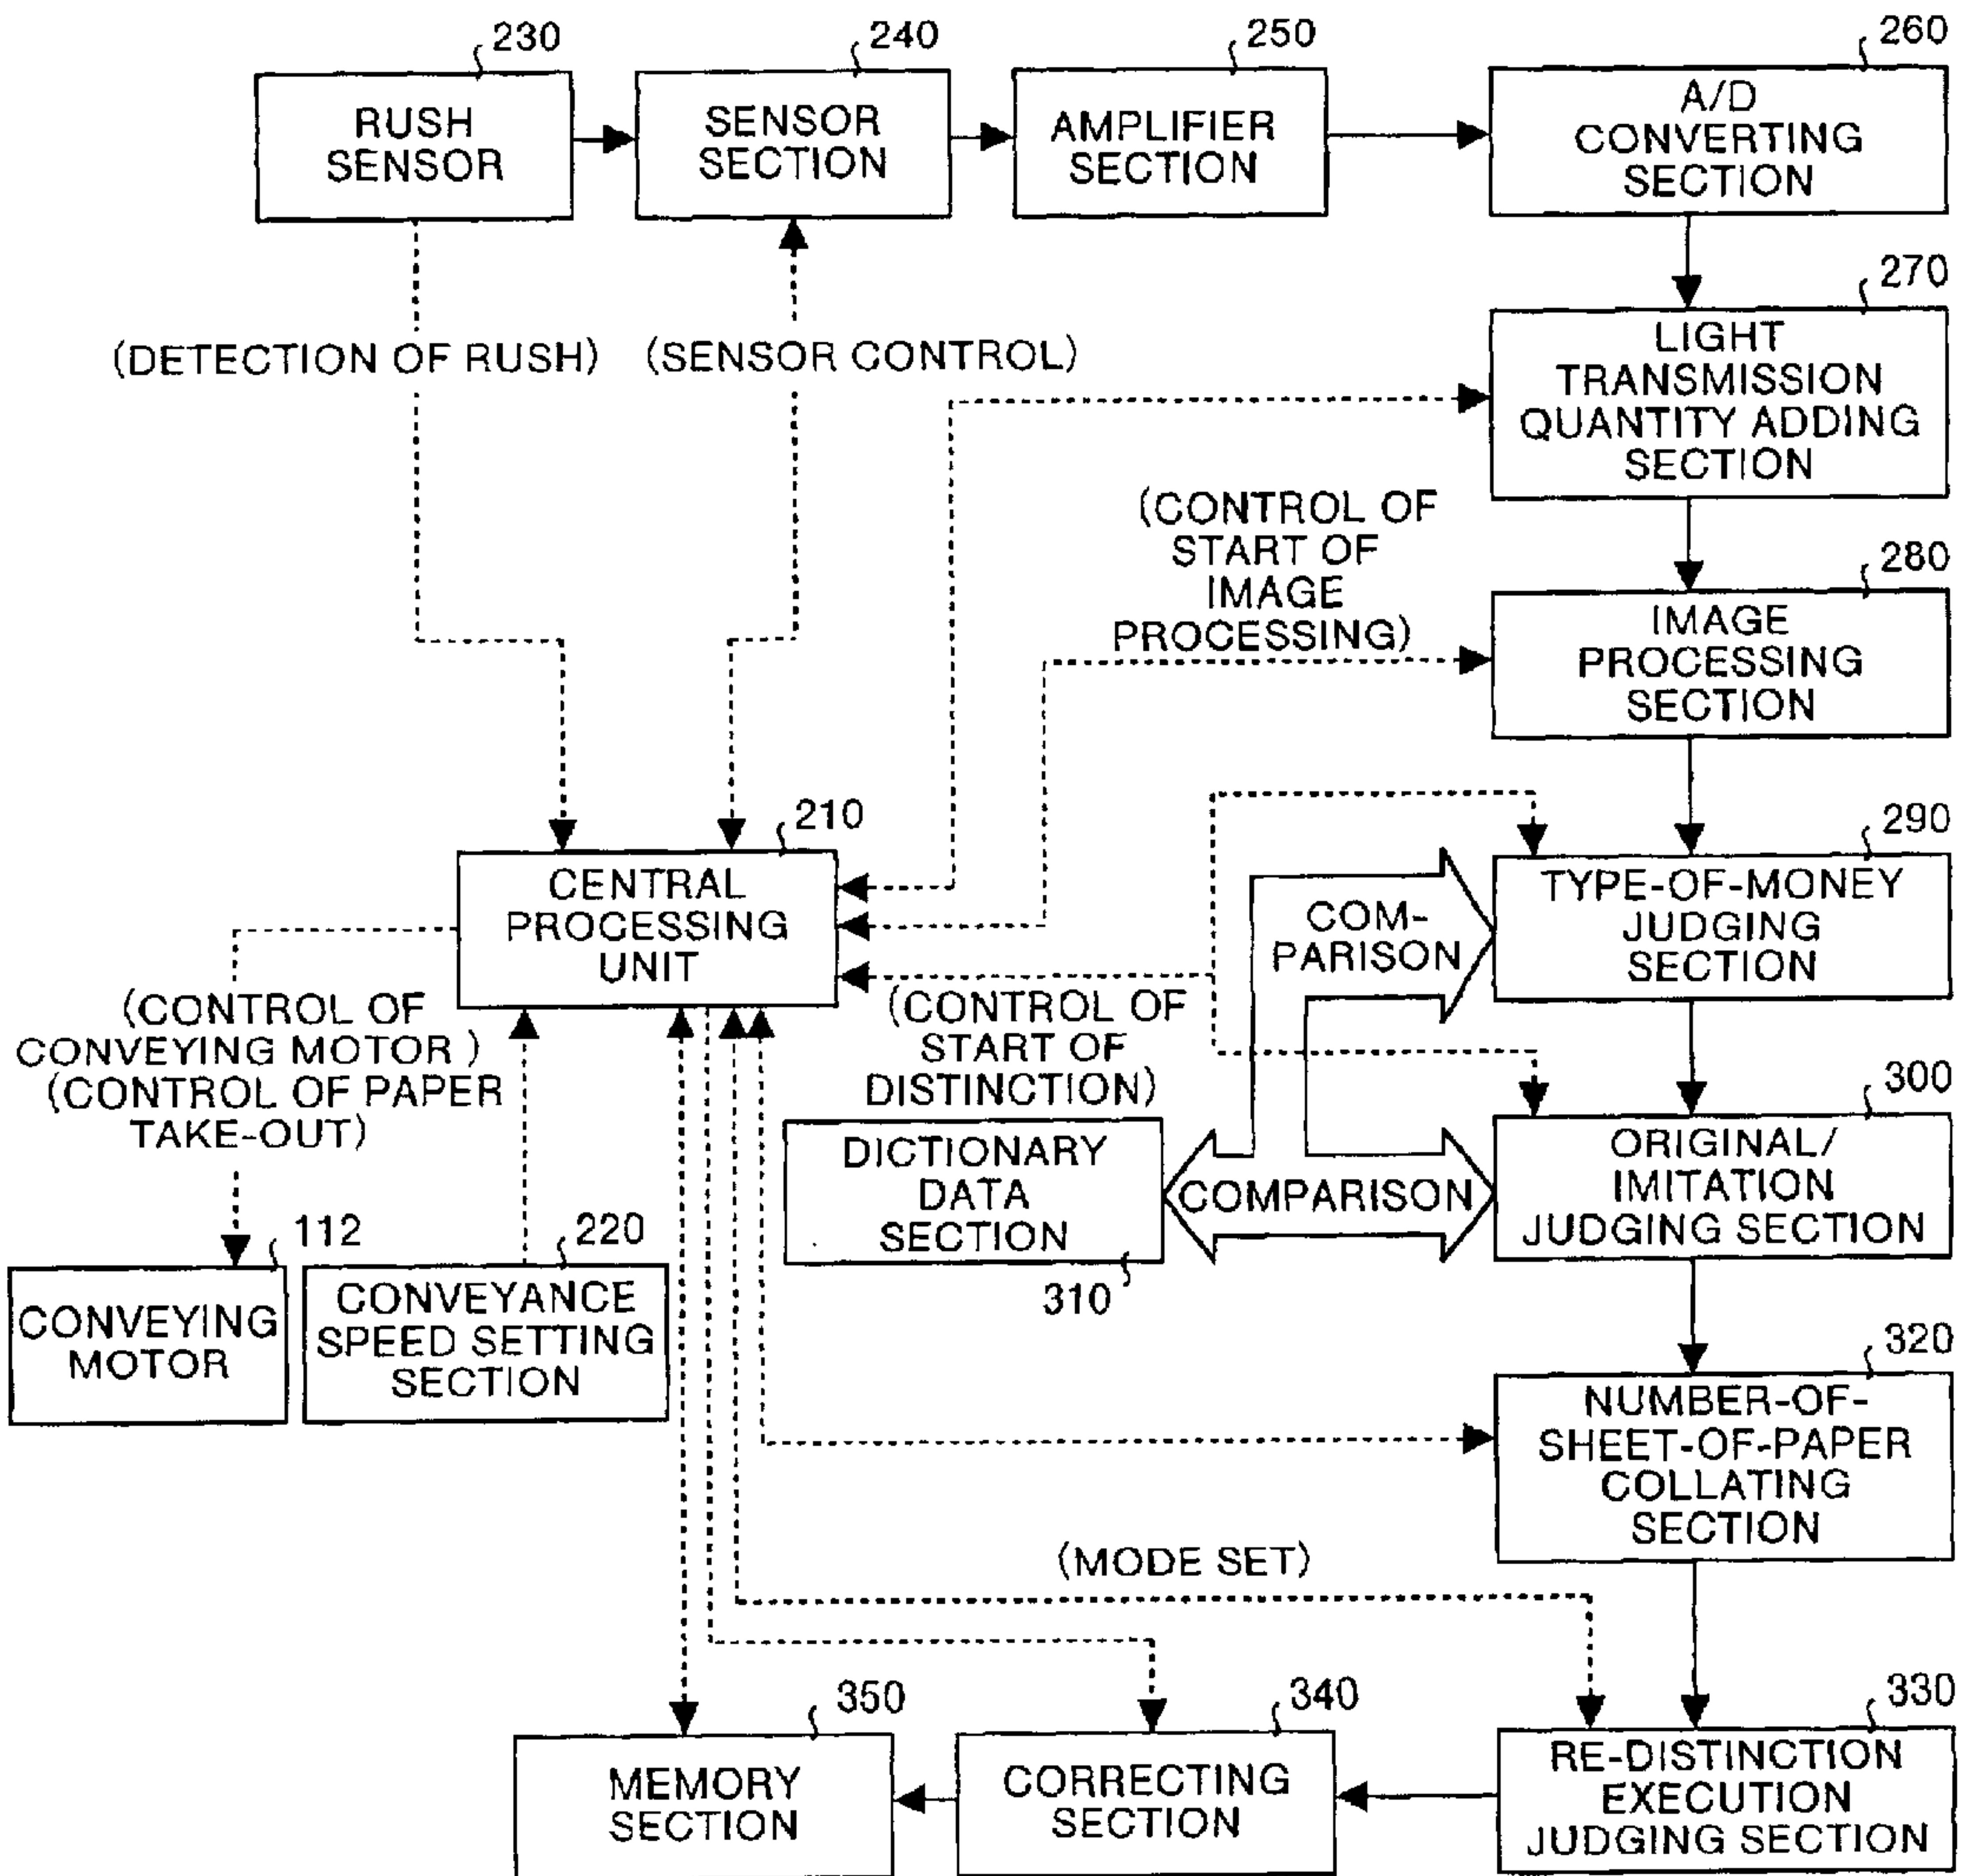 230
240
250
260
RUSH
SENSOR
SENSOR
SECTION
AMPLIFIER
SECTION
A/D
CONVERTING
SECTION
270
(DETECTION OF RUSH)
(SENSOR CONTROL)
LIGHT
TRANSMISSION
QUANTITY ADDING
SECTION
(CONTROL OF
START OF
IMAGE
PROCESSING)
280
IMAGE
PROCESSING
SECTION
210
CENTRAL
PROCESSING
UNIT
290
TYPE-OF-MONEY
JUDGING
SECTION
COM-
PARISON
(CONTROL OF
CONVEYING MOTOR )
(CONTROL OF PAPER
TAKE-OUT)
(CONTROL OF
START OF
DISTINCTION)
300
ORIGINAL/
IMITATION
JUDGING SECTION
DICTIONARY
DATA
SECTION
310
COMPARISON
112
CONVEYING
MOTOR
220
CONVEYANCE
SPEED SETTING
SECTION
320
NUMBER-OF-
SHEET-OF-PAPER
COLLATING
SECTION
(MODE SET)
350
MEMORY
SECTION
340
CORRECTING
SECTION
330
RE-DISTINCTION
EXECUTION
JUDGING SECTION